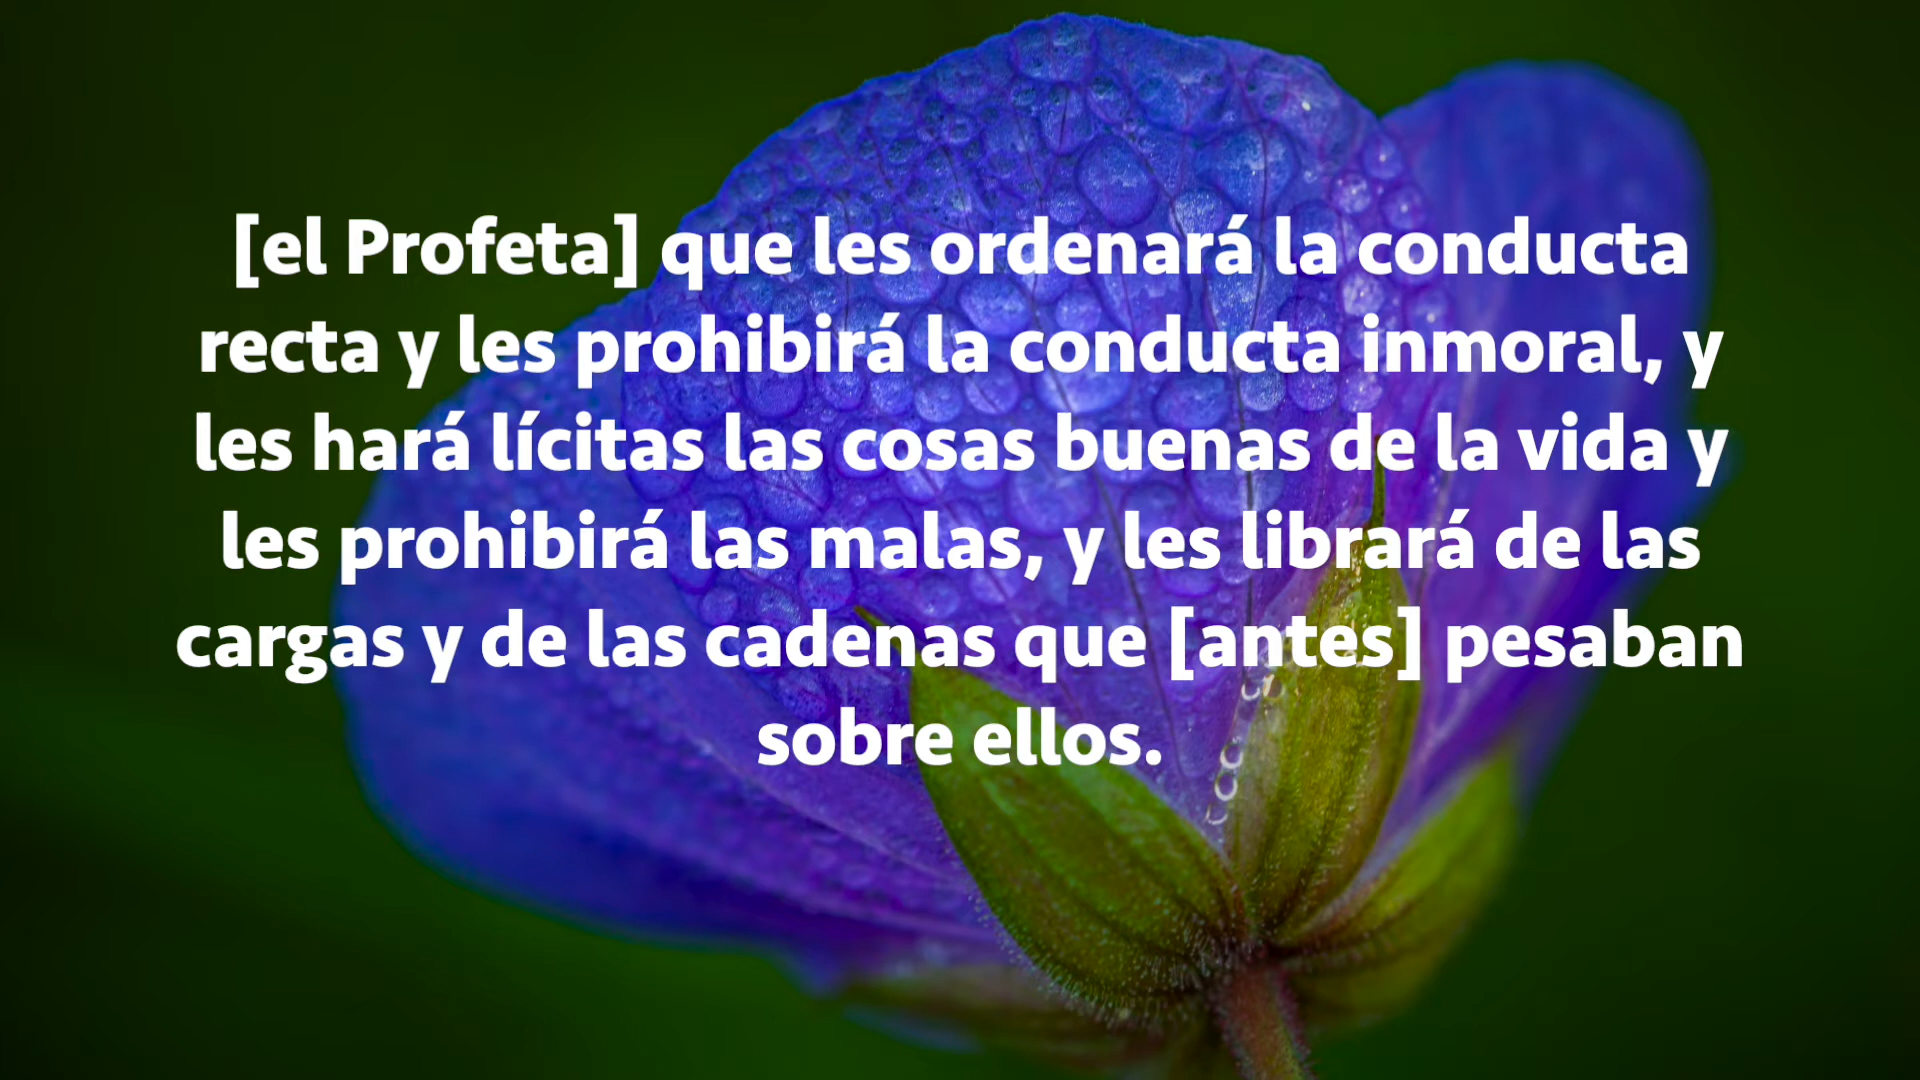 [el Profeta] que les ordenará la conducta
recta y les prohibirá la conducta inmoral, y
les hará lícitas las cosas buenas de la vida y
les prohibirá las malas, y les librará de las
cargas y de las cadenas que [antes] pesaban
sobre ellos.